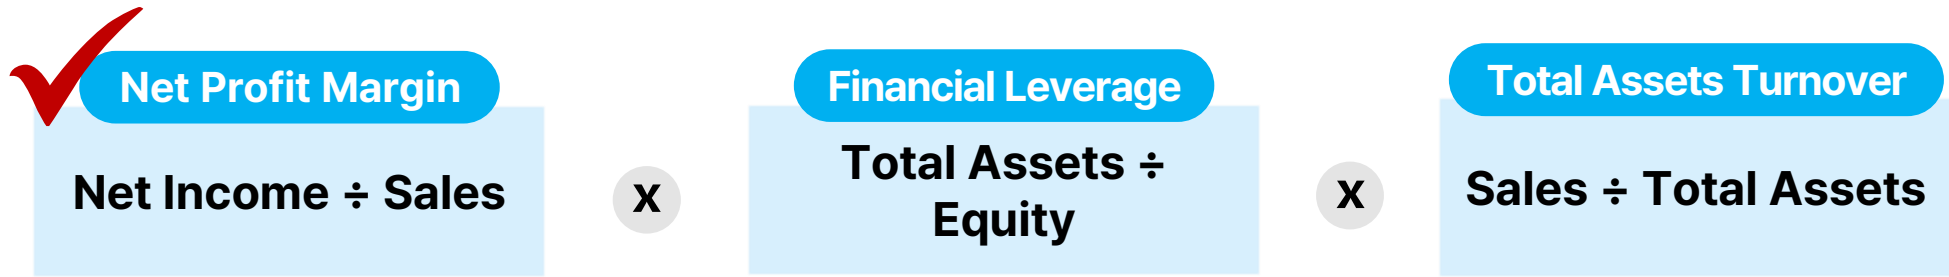 Net Profit Margin
Net Income ÷ Sales
x
Financial Leverage
Total Assets ÷
Equity
x
Total Assets Turnover
Sales ÷ Total Assets